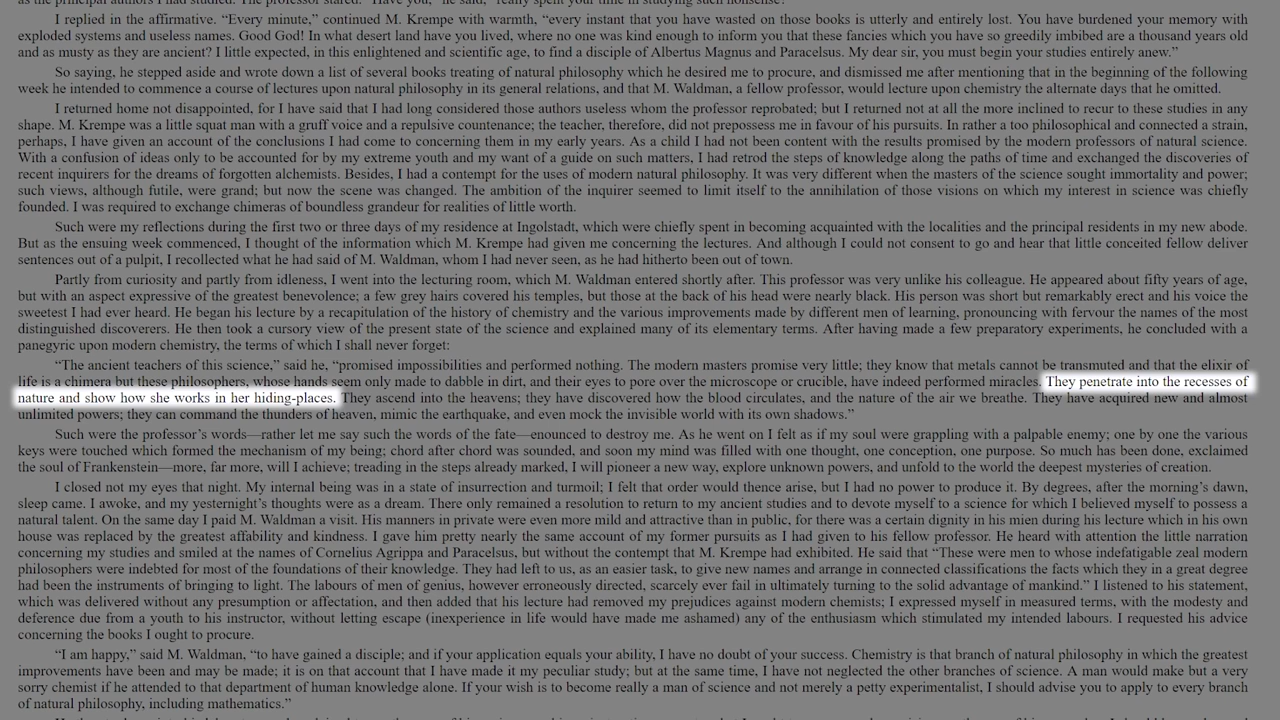 the principal authors I had studied. The professor stared. “Have you,” he said, “really spent your time in studying such nonsense?”
I replied in the affirmative. “Every minute,” continued M. Krempe with warmth, “every instant that you have wasted on those books is utterly and entirely lost. You have burdened your memory with
exploded systems and useless names. Good God! In what desert land have you lived, where no one was kind enough to inform you that these fancies which you have so greedily imbibed are a thousand years old
and as musty as they are ancient? I little expected, in this enlightened and scientific age, to find a disciple of Albertus Magnus and Paracelsus. My dear sir, you must begin your studies entirely anew.”
So saying, he stepped aside and wrote down a list of several books treating of natural philosophy which he desired me to procure, and dismissed me after mentioning that in the beginning of the following
week he intended to commence a course of lectures upon natural philosophy in its general relations, and that M. Waldman, a fellow professor, would lecture upon chemistry the alternate days that he omitted.
I returned home not disappointed, for I have said that I had long considered those authors useless whom the professor reprobated; but I returned not at all the more inclined to recur to these studies in any
shape. M. Krempe was a little squat man with a gruff voice and a repulsive countenance; the teacher, therefore, did not prepossess me in favour of his pursuits. In rather a too philosophical and connected a strain,
perhaps, I have given an account of the conclusions I had come to concerning them in my early years. As a child I had not been content with the results promised by the modern professors of natural science.
With a confusion of ideas only to be accounted for by my extreme youth and my want of a guide on such matters, I had retrod the steps of knowledge along the paths of time and exchanged the discoveries of
recent inquirers for the dreams of forgotten alchemists. Besides, I had a contempt for the uses of modern natural philosophy. It was very different when the masters of the science sought immortality and power;
such views, although futile, were grand; but now the scene was changed. The ambition of the inquirer seemed to limit itself to the annihilation of those visions on which my interest in science was chiefly
founded. I was required to exchange chimeras of boundless grandeur for realities of little worth.
Such were my reflections during the first two or three days of my residence at Ingolstadt, which were chiefly spent in becoming acquainted with the localities and the principal residents in my new abode.
But as the ensuing week commenced, I thought of the information which M. Krempe had given me concerning the lectures. And although I could not consent to go and hear that little conceited fellow deliver
sentences out of a pulpit, I recollected what he had said of M. Waldman, whom I had never seen, as he had hitherto been out of town.
Partly from curiosity and partly from idleness, I went into the lecturing room, which M. Waldman entered shortly after. This professor was very unlike his colleague. He appeared about fifty years of age,
but with an aspect expressive of the greatest benevolence; a few grey hairs covered his temples, but those at the back of his head were nearly black. His person was short but remarkably erect and his voice the
sweetest I had ever heard. He began his lecture by a recapitulation of the history of chemistry and the various improvements made by different men of learning, pronouncing with fervour the names of the most
distinguished discoverers. He then took a cursory view of the present state of the science and explained many of its elementary terms. After having made a few preparatory experiments, he concluded with a
panegyric upon modern chemistry, the terms of which I shall never forget:
“The ancient teachers of this science,” said he, “promised impossibilities and performed nothing. The modern masters promise very little; they know that metals cannot be transmuted and that the elixir of
life is a chimera but these philosophers, whose hands seem only made to dabble in dirt, and their eyes to pore over the microscope or crucible, have indeed performed miracles. They penetrate into the recesses of
nature and show how she works in her hiding-places. They ascend into the heavens; they have discovered how the blood circulates, and the nature of the air we breathe. They have acquired new and almost
unlimited powers; they can command the thunders of heaven, mimic the earthquake, and even mock the invisible world with its own shadows.”
Such were the professor’s words—rather let me say such the words of the fate—enounced to destroy me. As he went on I felt as if my soul were grappling with a palpable enemy; one by one the various
keys were touched which formed the mechanism of my being; chord after chord was sounded, and soon my mind was filled with one thought, one conception, one purpose. So much has been done, exclaimed
the soul of Frankenstein—more, far more, will I achieve; treading in the steps already marked, I will pioneer a new way, explore unknown powers, and unfold to the world the deepest mysteries of creation.
I closed not my eyes that night. My internal being was in a state of insurrection and turmoil; I felt that order would thence arise, but I had no power to produce it. By degrees, after the morning’s dawn,
sleep came. I awoke, and my yesternight’s thoughts were as a dream. There only remained a resolution to return to my ancient studies and to devote myself to a science for which I believed myself to possess a
natural talent. On the same day I paid M. Waldman a visit. His manners in private were even more mild and attractive than in public, for there was a certain dignity in his mien during his lecture which in his own
house was replaced by the greatest affability and kindness. I gave him pretty nearly the same account of my former pursuits as I had given to his fellow professor. He heard with attention the little narration
concerning my studies and smiled at the names of Cornelius Agrippa and Paracelsus, but without the contempt that M. Krempe had exhibited. He said that “These were men to whose indefatigable zeal modern
philosophers were indebted for most of the foundations of their knowledge. They had left to us, as an easier task, to give new names and arrange in connected classifications the facts which they in a great degree
had been the instruments of bringing to light. The labours of men of genius, however erroneously directed, scarcely ever fail in ultimately turning to the solid advantage of mankind.” I listened to his statement,
which was delivered without any presumption or affectation, and then added that his lecture had removed my prejudices against modern chemists; I expressed myself in measured terms, with the modesty and
deference due from a youth to his instructor, without letting escape (inexperience in life would have made me ashamed) any of the enthusiasm which stimulated my intended labours. I requested his advice
concerning the books I ought to procure.
“I am happy,” said M. Waldman, “to have gained a disciple; and if your application equals your ability, I have no doubt of your success. Chemistry is that branch of natural philosophy in which the greatest
improvements have been and may be made; it is on that account that I have made it my peculiar study; but at the same time, I have not neglected the other branches of science. A man would make but a very
sorry chemist if he attended to that department of human knowledge alone. If your wish is to become really a man of science and not merely a petty experimentalist, I should advise you to apply to every branch
of natural philosophy, including mathematics.”